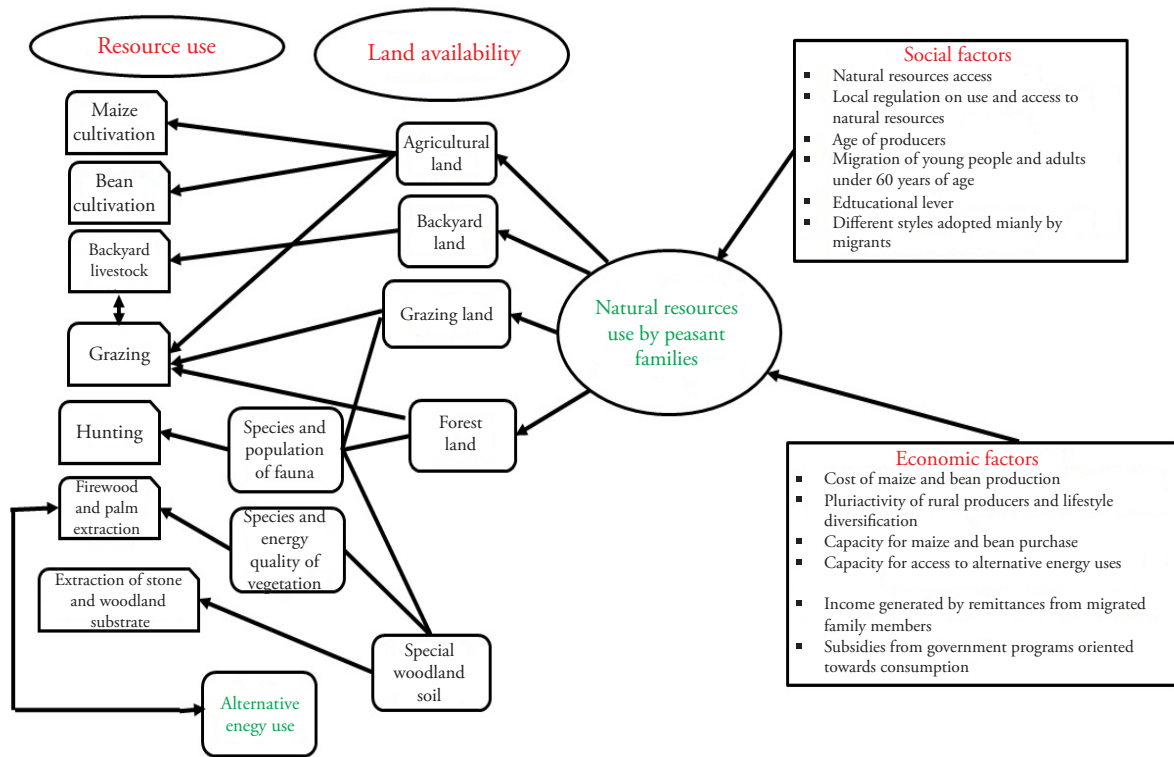 Resource use
Land availability
Social factors
Natural resources access
Local regulation on use and access to
natural resources
Age of producers
Migration of young people and adults
under 60 years of age
Edtucational lever
Different styles adopted mianly by
migrants
Maize
cultivation
Bean
cultivation
Backyard
livestock
Grazing
Hunting
Firewood
and palm
extraction
Extraction of stone
and woodland
substrate
Alternative
enegy use
Agricultural
land
Backyard
land
Grazing land
Forest
land
Species and
population
of fauna
Species and
energy
quality of
vegetation
Special
woodland
soil
Natural resources
use by peasant
families
Economic factors
Cost of maize and bean production
Pluriactivity of rural producers and lifestyle
diversification
Capacity for maize and bean purchase
Capacity for access to alternative energy uses
Income generated by remittances from migrated
family members
Subsidies from government programs oriented
towards consumption